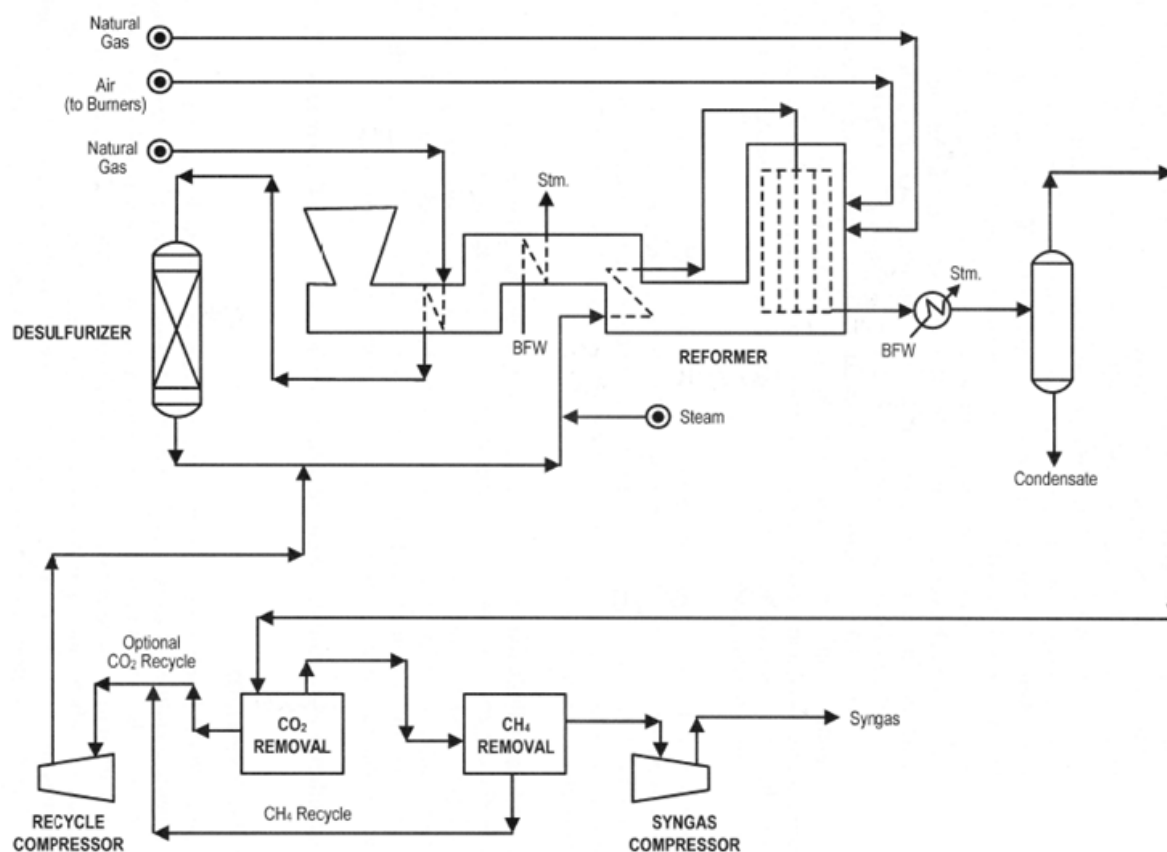 Natural
Gas
Air
(to Burners)
Natural
Gas
Stm.
DESULFURIZER
BFW
REFORMER
Stm.
BFW
Steam
Condensate
Optional
CO₂ Recycle
CO₂
REMOVAL
CH₄
REMOVAL
Syngas
CH₄ Recycle
RECYCLE
COMPRESSOR
SYNGAS
COMPRESSOR